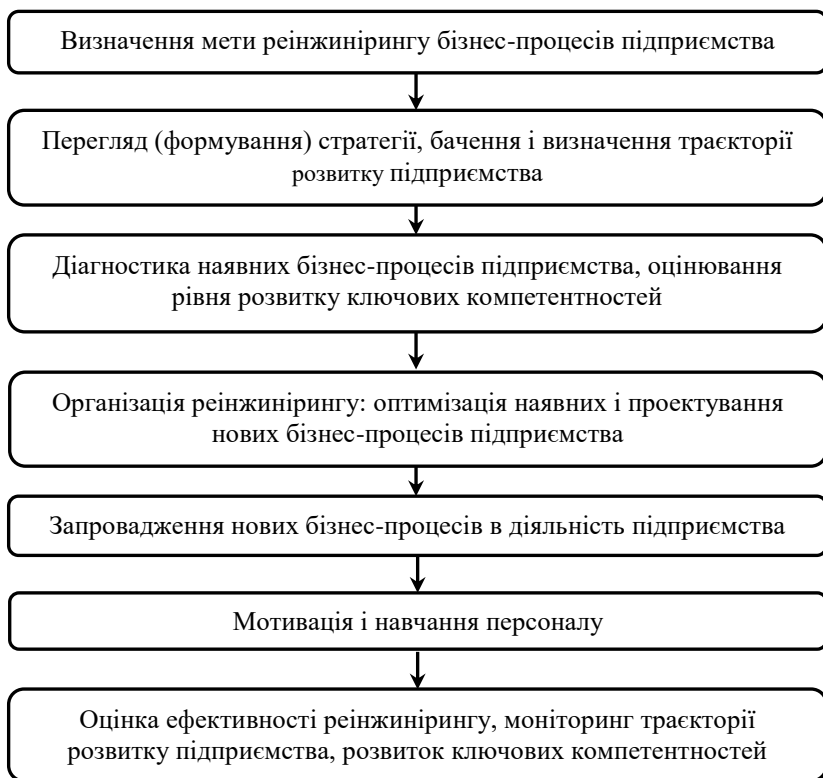 Визначення мети реінжинірингу бізнес-процесів підприємства
Перегляд (формування) стратегії, бачення і визначення траєкторії
розвитку підприємства
Діагностика наявних бізнес-процесів підприємства, оцінювання
рівня розвитку ключових компетентностей
Організація реінжинірингу: оптимізація наявних і проектування
нових бізнес-процесів підприємства
Запровадження нових бізнес-процесів в діяльність підприємства
Мотивація і навчання персоналу
Оцінка ефективності реінжинірингу, моніторинг траєкторії
розвитку підприємства, розвиток ключових компетентностей